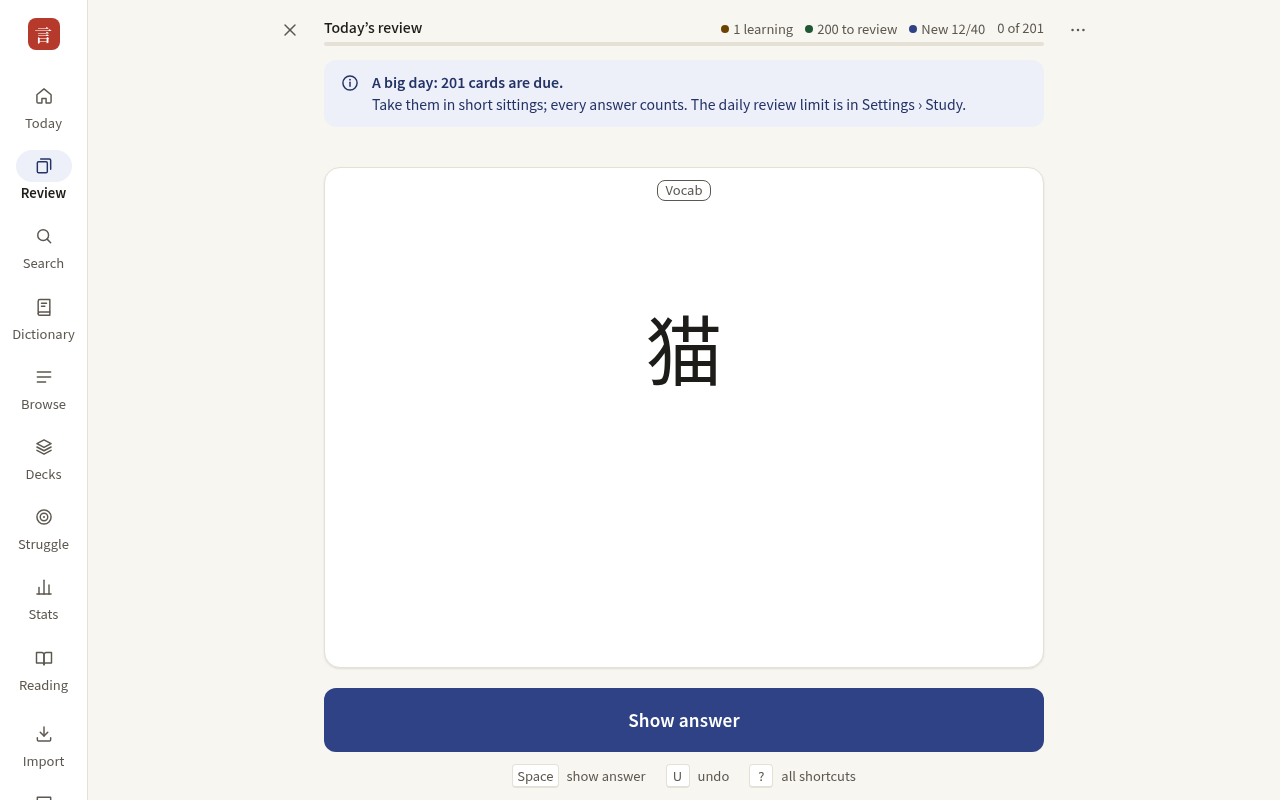 言
Today
Review
Search
Dictionary
Browse
Decks
Struggle
Stats
Reading
Import
Today’s review
1 learning
200 to review
New 12/40
0 of 201
A big day: 201 cards are due.
Take them in short sittings; every answer counts. The daily review limit is in Settings › Study.
Vocab
猫
Show answer
Space show answer U undo ? all shortcuts